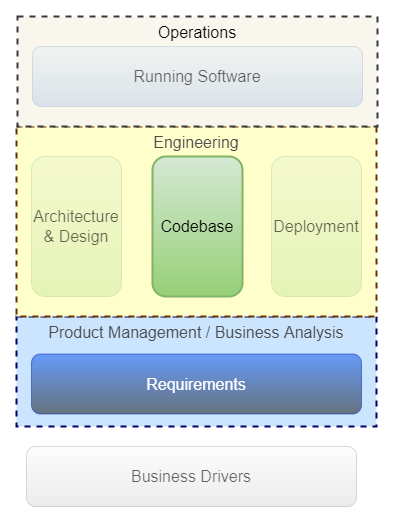 Operations
Running Software
Engineering
Architecture
& Design
Codebase
Deployment
Product Management / Business Analysis
Requirements
Business Drivers